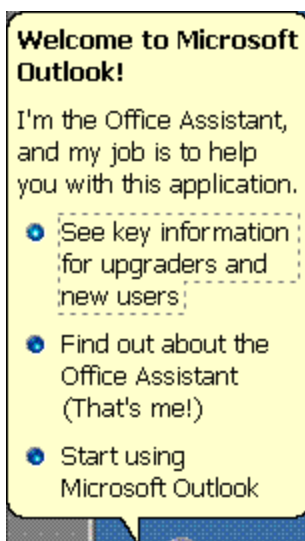 Welcome to Microsoft
Outlook!
I'm the Office Assistant,
and my job is to help
you with this application.
See key information
for upgraders and
new users
Find out about the
Office Assistant
(That's me!)
Start using
Microsoft Outlook